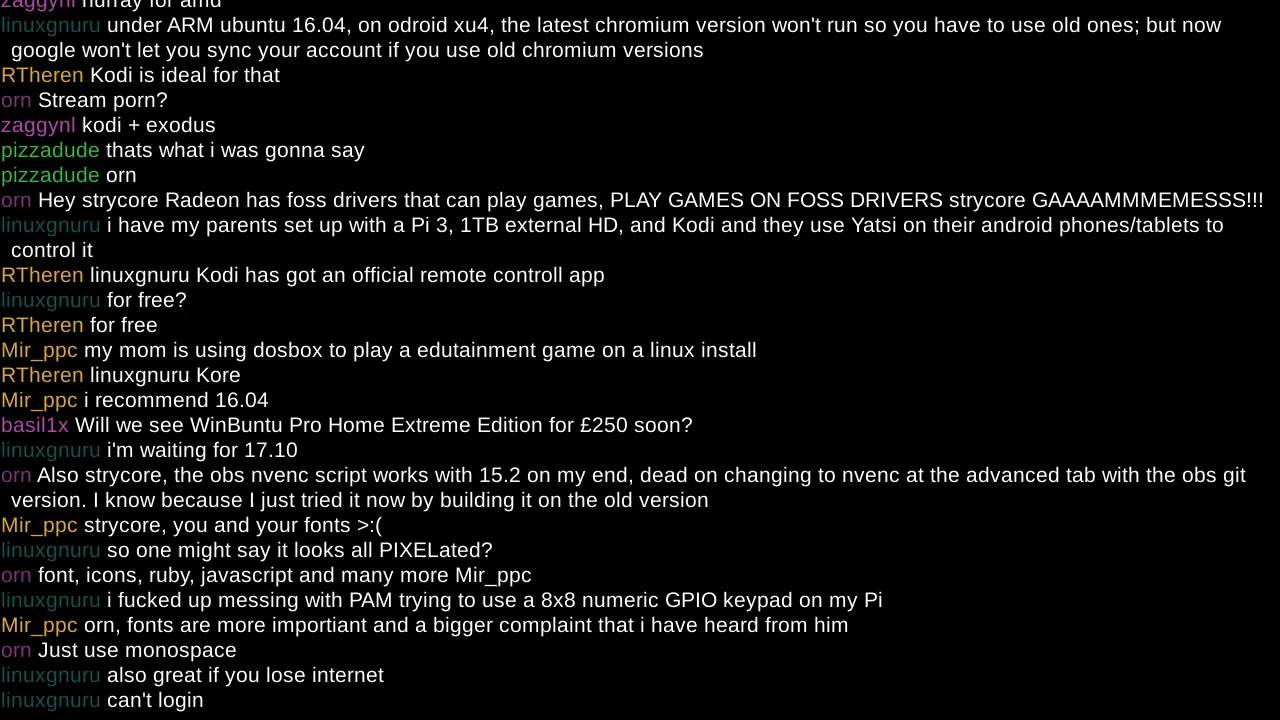 zaggynl hurray for amd
linuxgnuru under ARM ubuntu 16.04, on odroid xu4, the latest chromium version won't run so you have to use old ones; but now
google won't let you sync your account if you use old chromium versions
RTheren Kodi is ideal for that
orn Stream porn?
zaggynl kodi + exodus
pizzadude thats what i was gonna say
pizzadude orn
orn Hey strycore Radeon has foss drivers that can play games, PLAY GAMES ON FOSS DRIVERS strycore GAAAAMMMEMESSS!!!
linuxgnuru i have my parents set up with a Pi 3, 1TB external HD, and Kodi and they use Yatsi on their android phones/tablets to
control it
RTheren linuxgnuru Kodi has got an official remote controll app
linuxgnuru for free?
RTheren for free
Mir_ppc my mom is using dosbox to play a edutainment game on a linux install
RTheren linuxgnuru Kore
Mir_ppc i recommend 16.04
basil1x Will we see WinBuntu Pro Home Extreme Edition for £250 soon?
linuxgnuru i'm waiting for 17.10
orn Also strycore, the obs nvenc script works with 15.2 on my end, dead on changing to nvenc at the advanced tab with the obs git
version. I know because I just tried it now by building it on the old version
Mir_ppc strycore, you and your fonts >:(
linuxgnuru so one might say it looks all PIXELated?
orn font, icons, ruby, javascript and many more Mir_ppc
linuxgnuru i fucked up messing with PAM trying to use a 8x8 numeric GPIO keypad on my Pi
Mir_ppc orn, fonts are more importiant and a bigger complaint that i have heard from him
orn Just use monospace
linuxgnuru also great if you lose internet
linuxgnuru can't login